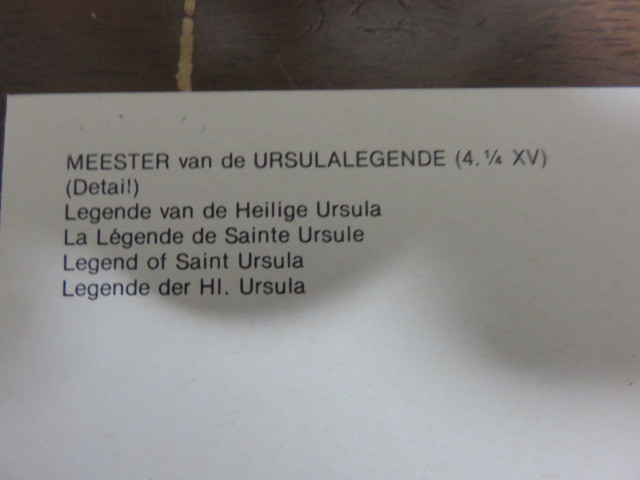 MEESTER van de URSULALEGENDE (4.¼ XV)
(Detail)
Legende van de Heilige Ursula
La Légende de Sainte Ursule
Legend of Saint Ursula
Legende der Hl. Ursula